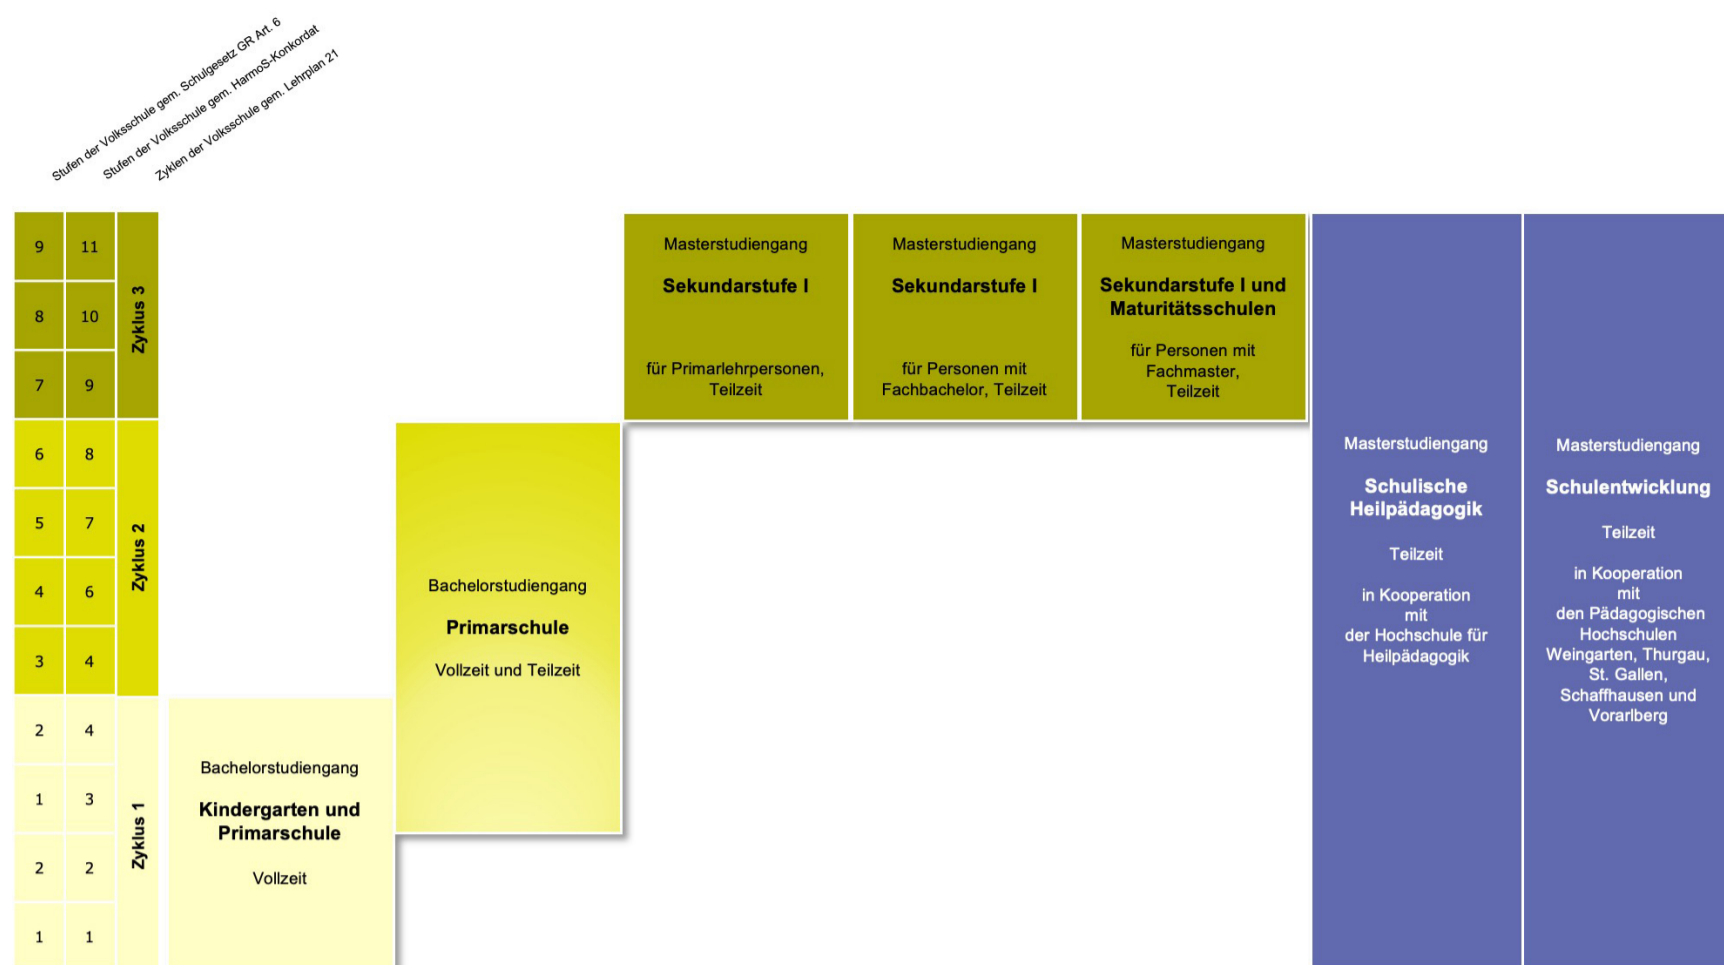 Stufen der Volksschule gem. Schulgesetz GR Art. 6
Stufen der Volksschule gem. HarmoS-Konkordat
Zyklen der Volksschule gem. Lehrplan 21
9 11
8 10
7 9
Zyklus 3
6 8
5 7
4 6
3 4
Zyklus 2
2 4
1 3
2 2
1 1
Zyklus 1
Bachelorstudiengang
Kindergarten und
Primarschule
Vollzeit
Bachelorstudiengang
Primarschule
Vollzeit und Teilzeit
Masterstudiengang
Sekundarstufe I
für Primarlehrpersonen,
Teilzeit
Masterstudiengang
Sekundarstufe I
für Personen mit
Fachbachelor, Teilzeit
Masterstudiengang
Sekundarstufe I und
Maturitätsschulen
für Personen mit
Fachmaster,
Teilzeit
Masterstudiengang
Schulische
Heilpädagogik
Teilzeit
in Kooperation
mit
der Hochschule für
Heilpädagogik
Masterstudiengang
Schulentwicklung
Teilzeit
in Kooperation
mit
den Pädagogischen
Hochschulen
Weingarten, Thurgau,
St. Gallen,
Schaffhausen und
Vorarlberg